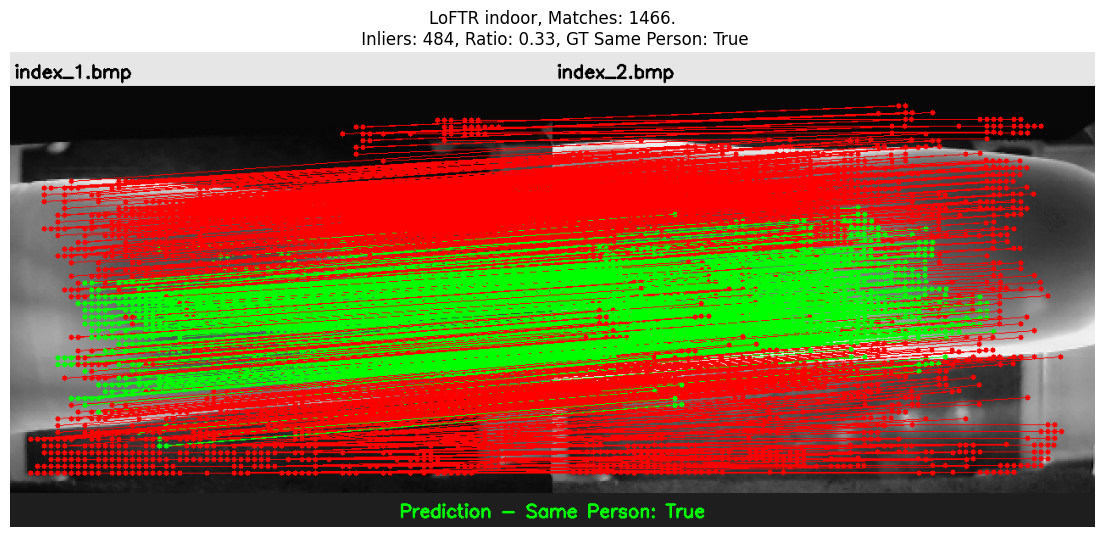 LoFTR indoor, Matches: 1466.
Inliers: 484, Ratio: 0.33, GT Same Person: True
index_1.bmp
index_2.bmp
Prediction - Same Person: True